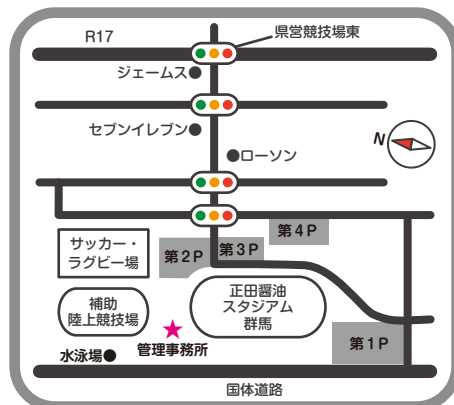 R17
県営競技場東
ジェームス
セブンイレブン
ローソン
N
第4P
サッカー・
ラグビー場
第2P
第3P
補助
陸上競技場
正田醤油
スタジアム
群馬
第1P
管理事務所
水泳場
国体道路